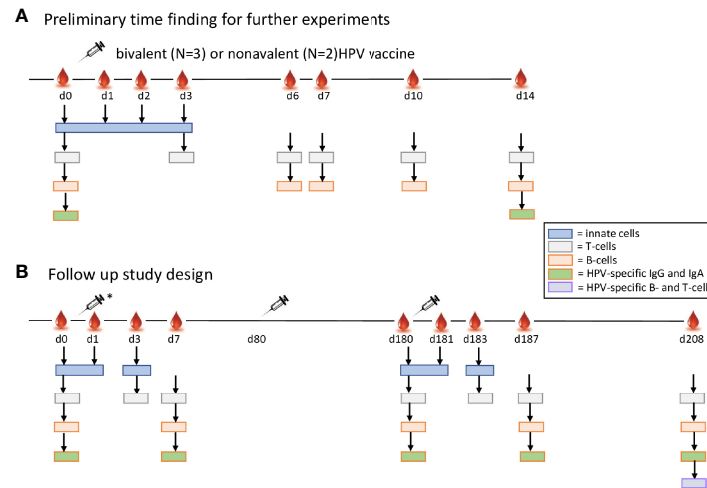 A Preliminary time finding for further experiments
bivalent (N=3) or nonavalent (N=2)HPV vaccine
d0 d1 d2 d3 d6 d7 d10 d14
= innate cells
= T-cells
= B-cells
= HPV-specific IgG and IgA
= HPV-specific B- and T-cell
B Follow up study design
*
d0 d1 d3 d7 d80 d180 d181 d183 d187 d208